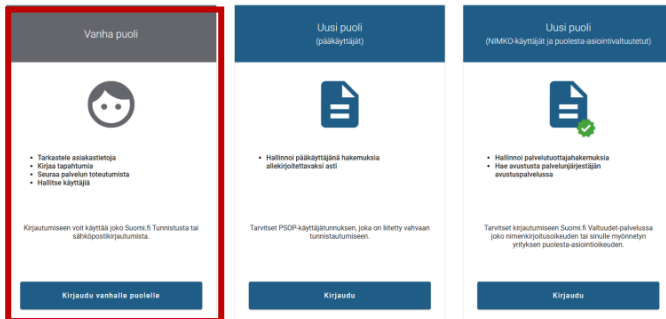 Vanha puoli
• Tarkastele asiakastietoja
• Kirjaa tapahtumia
• Seuraa palvelun toteutumista
• Hallitse käyttäjiä
Kirjautumiseen voit käyttää joko Suomi.fi Tunnistusta tai
sähköpostikirjautumista.
Kirjaudu vanhalle puolelle
Uusi puoli
(pääkäyttäjät)
• Hallinnoi pääkäyttäjänä hakemuksia
allekirjoitettavaksi asti
Tarvitset PSOP-käyttäjätunnuksen, joka on liitetty vahvaan
tunnistautumiseen.
Kirjaudu
Uusi puoli
(NIMKO-käyttäjät ja puolesta-asiointivaltuutetut)
• Hallinnoi palvelutuottajahakemuksia
• Hae avustusta palvelunjärjestäjän
avustuspalvelussa
Tarvitset kirjautumiseen Suomi.fi Valtuudet-palvelussa
joko nimenkirjoitusoikeuden tai sinulle myönnetyn
yrityksen puolesta-asiointioikeuden.
Kirjaudu